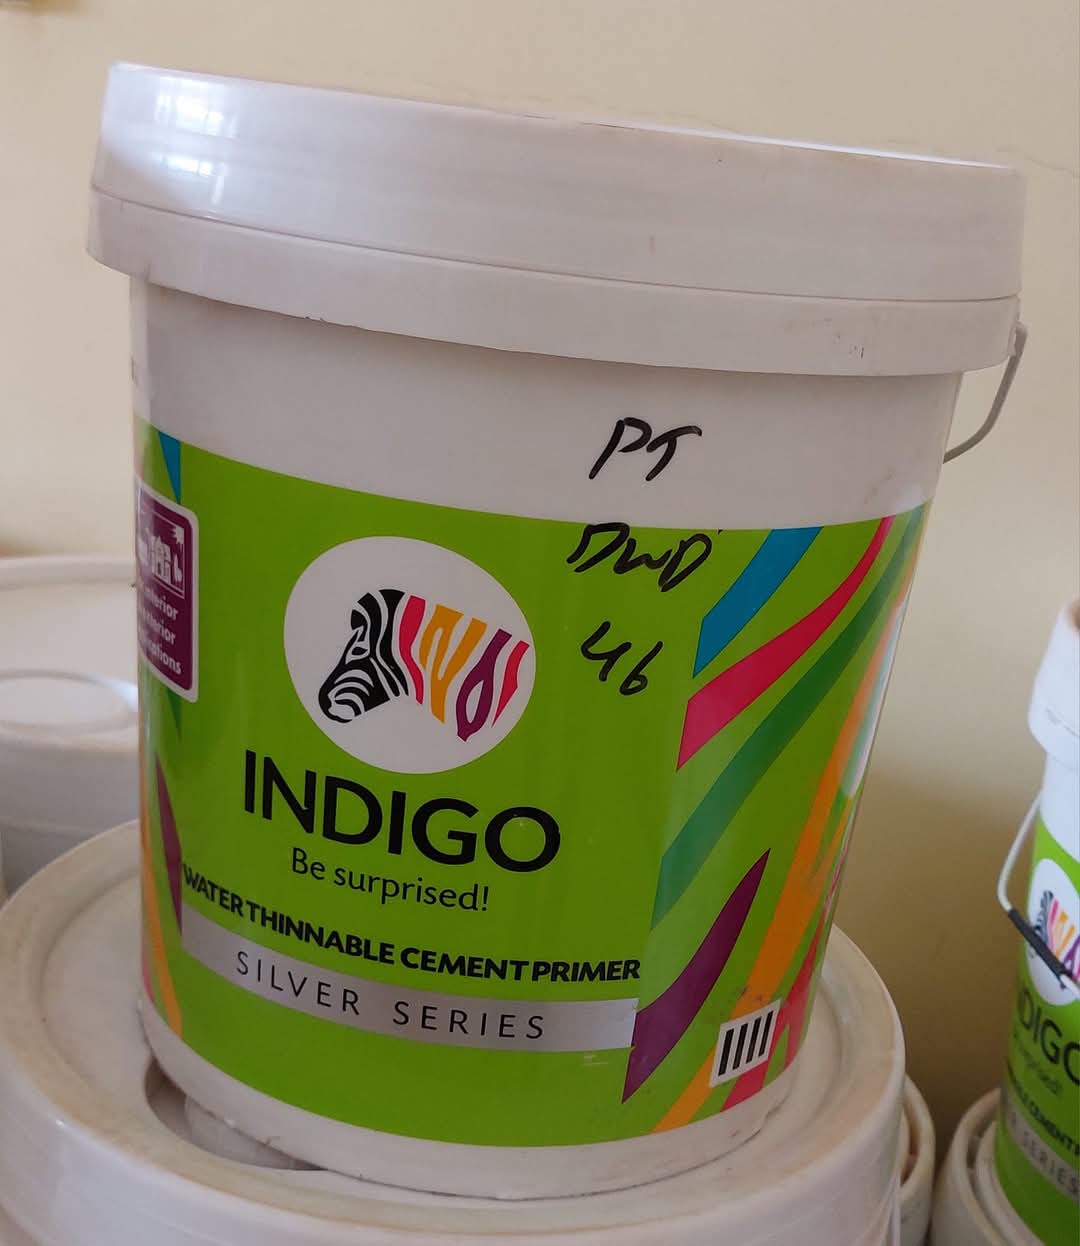 PT
DWD
46
INDIGO
Be surprised!
WATER THINNABLE CEMENT PRIMER
SILVER SERIES